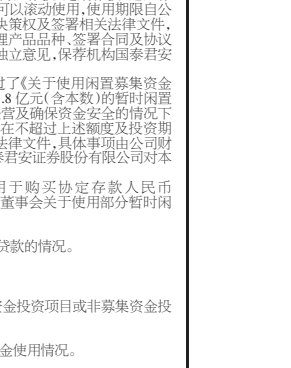 可以滚动使用,使用期限自公
决策权及签署相关法律文件,
理产品品种、签署合同及协议
独立意见,保荐机构国泰君安
过了《关于使用闲置募集资金
.8 亿元(含本数)的暂时闲置
营及确保资金安全的情况下
在不超过上述额度及投资期
法律文件,具体事项由公司财
泰君安证券股份有限公司对本
用于购买协定存款人民币
董事会关于使用部分暂时闲
贷款的情况。
资金投资项目或非募集资金投
金使用情况。